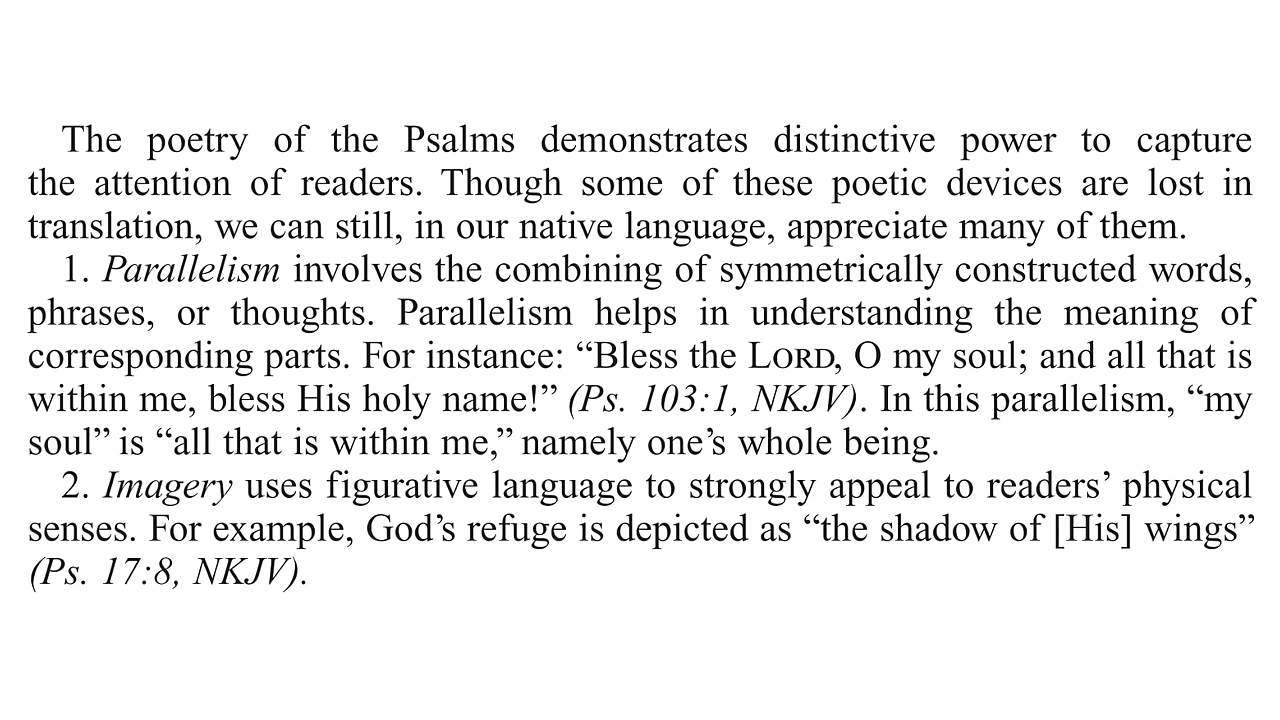 The poetry of the Psalms demonstrates distinctive power to capture
the attention of readers. Though some of these poetic devices are lost in
translation, we can still, in our native language, appreciate many of them.
1. Parallelism involves the combining of symmetrically constructed words,
phrases, or thoughts. Parallelism helps in understanding the meaning of
corresponding parts. For instance: “Bless the LORD, O my soul; and all that is
within me, bless His holy name!” (Ps. 103:1, NKJV). In this parallelism, “my
soul” is “all that is within me,” namely one’s whole being.
2. Imagery uses figurative language to strongly appeal to readers’ physical
senses. For example, God’s refuge is depicted as “the shadow of [His] wings”
(Ps. 17:8, NKJV).